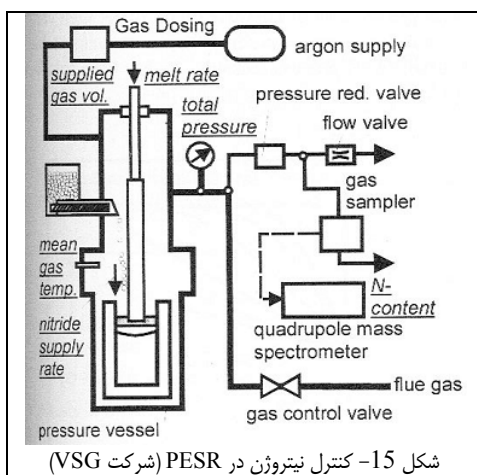 Gas Dosing
argon supply
supplied
gas vol.
melt rate
total
pressure
pressure red. valve
flow valve
gas
sampler
mean
gas
temp.
nitride
supply
rate
N-
content
quadrupole mass
spectrometer
flue gas
gas control valve
pressure vessel
شکل 15- کنترل نیتروژن در PESR (شرکت VSG)